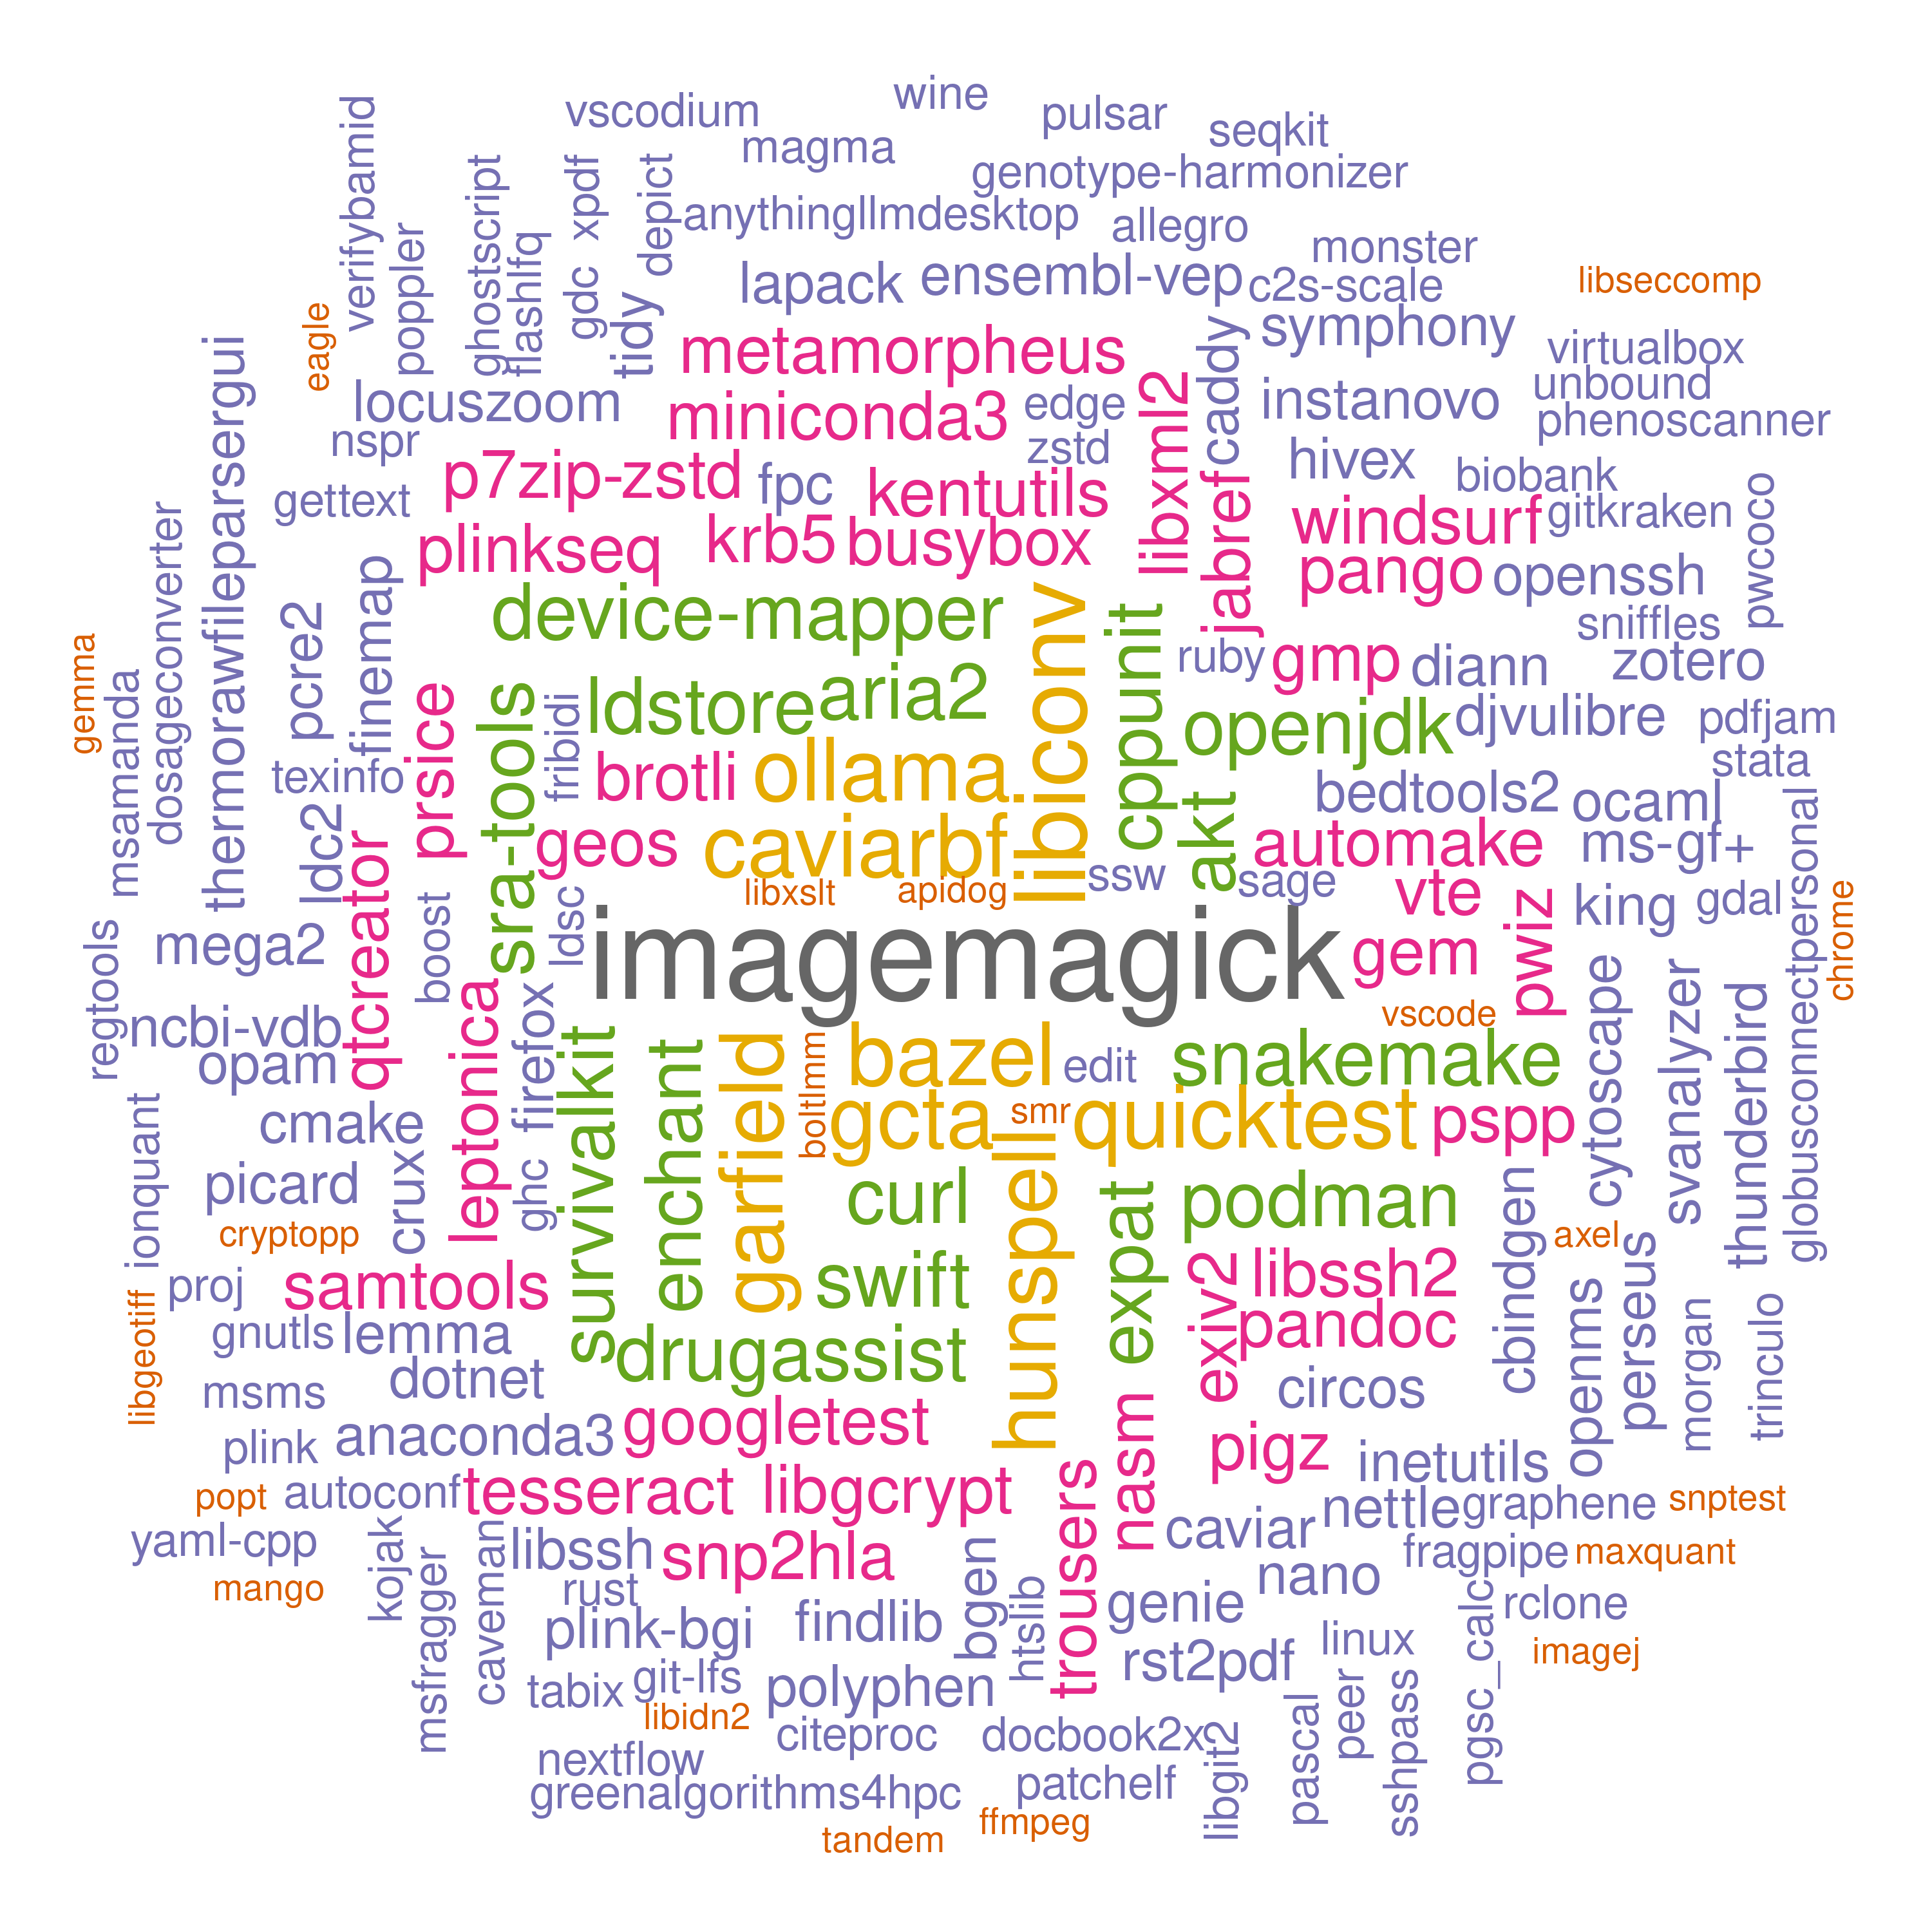 wine
vscodium
pulsar
seqkit
magma
verifybamid
genotype-harmonizer
ghostscript
xpdf
depict
anythingllmdesktop
allegro
poppler
flashlfq
gdc
monster
lapack
ensembl-vep
c2s-scale
libseccomp
eagle
tidy
symphony
metamorpheus
caddy
virtualbox
thermorawfileparsergui
locuszoom
miniconda3
edge
libxml2
instanovo
unbound
phenoscanner
nspr
zstd
hivex
p7zip-zstd
fpc
kentutils
jabref
biobank
gettext
windsurf
gitkraken
pwcoco
dosageconverter
plinkseq
krb5
busybox
pango
openssh
finemap
pcre2
device-mapper
libiconv
cppunit
sniffles
gemma
msamanda
ruby
gmp
diann
zotero
prsice
sra-tools
ldstore
aria2
openjdk
djvulibre
pdfjam
fribidi
stata
texinfo
brotli
ollama
akt
bedtools2
ocaml
globusconnectpersonal
ldc2
qtcreator
geos
caviarbf
automake
ms-gf+
libxslt
apidog
ssw
sage
vte
king
gdal
chrome
boost
ldsc
pwiz
regtools
mega2
imagemagick
gem
cytoscape
svanalyzer
thunderbird
leptonica
firefox
vscode
ncbi-vdb
opam
survivalkit
enchant
garfield
boltlmm
bazel
edit
snakemake
ionquant
cmake
gcta
smr
quicktest
pspp
crux
picard
ghc
curl
hunspell
expat
podman
cbindgen
cryptopp
axel
proj
samtools
swift
exiv2
libssh2
openms
perseus
libgeotiff
gnutls
lemma
drugassist
pandoc
morgan
trinculo
msms
dotnet
circos
plink
anaconda3
googletest
nasm
pigz
inetutils
popt
autoconf
tesseract
libgcrypt
trousers
nettle
graphene
snptest
yaml-cpp
kojak
caveman
libssh
snp2hla
caviar
fragpipe
maxquant
mango
msfragger
rust
bgen
htslib
genie
nano
pgsc_calc
rclone
plink-bgi
findlib
rst2pdf
linux
imagej
tabix
git-lfs
polyphen
peer
sshpass
libidn2
citeproc
docbook2x
libgit2
pascal
nextflow
greenalgorithms4hpc
patchelf
ffmpeg
tandem